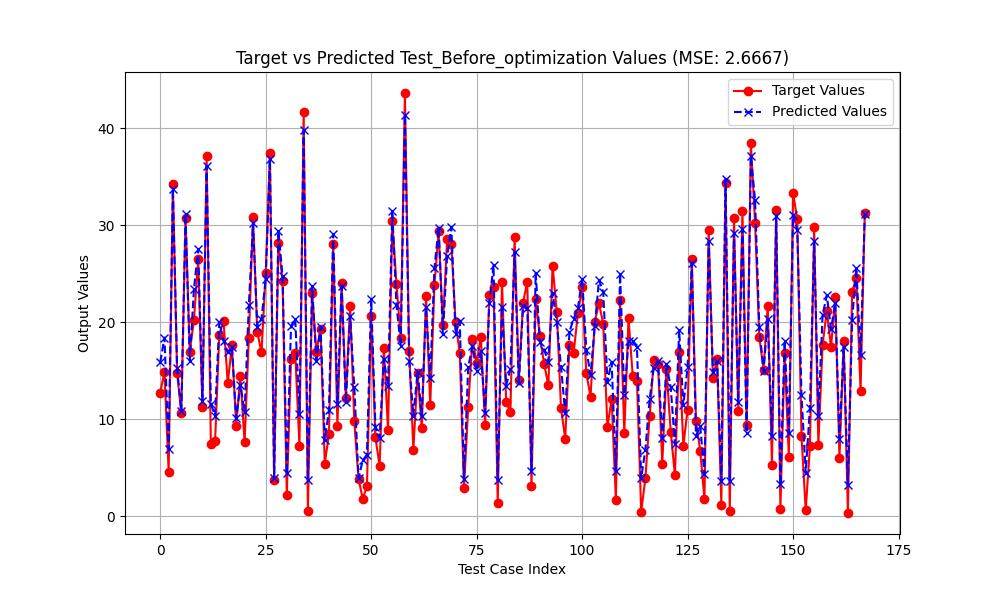 Target vs Predicted Test_Before_optimization Values (MSE: 2.6667)
Target Values
Predicted Values
Output Values
40
30
20
10
0
0 25 50 75 100 125 150 175
Test Case Index